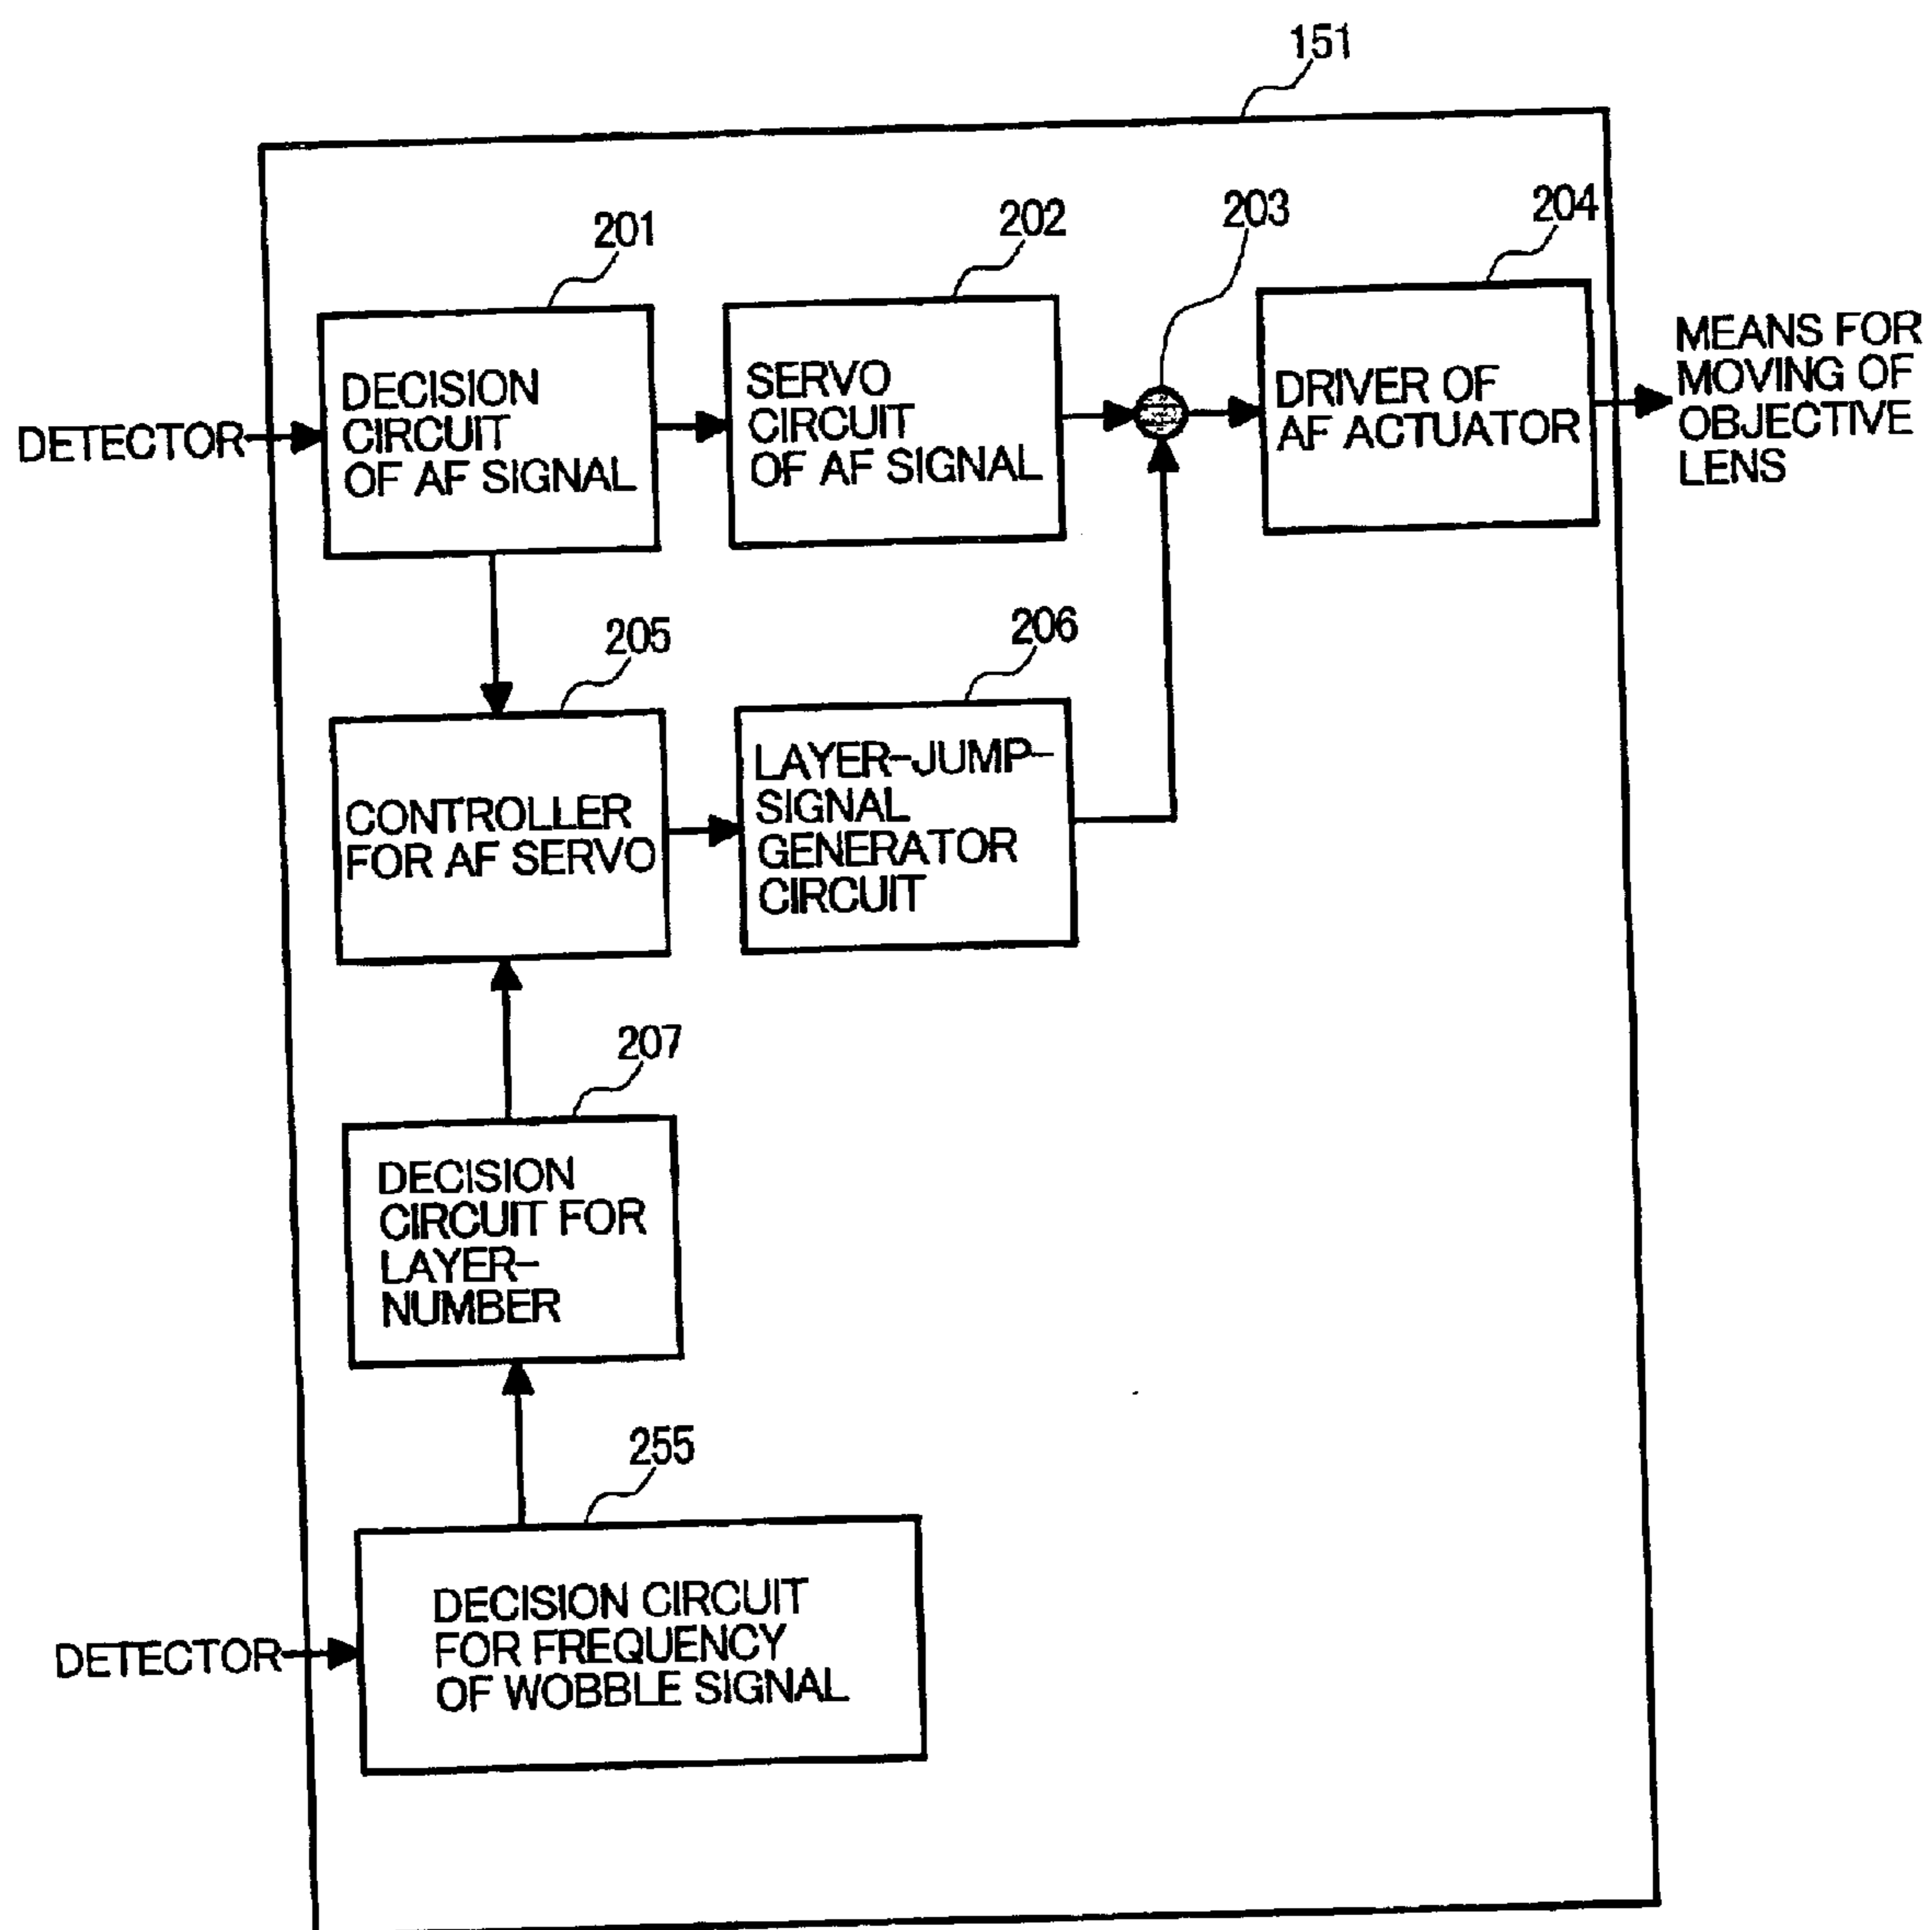 151
201
202
203
204
DETECTOR
DECISION
CIRCUIT
OF AF SIGNAL
SERVO
CIRCUIT
OF AF SIGNAL
DRIVER OF
AF ACTUATOR
MEANS FOR
MOVING OF
OBJECTIVE
LENS
205
206
CONTROLLER
FOR AF SERVO
LAYER-JUMP-
SIGNAL
GENERATOR
CIRCUIT
207
DECISION
CIRCUIT FOR
LAYER-
NUMBER
255
DETECTOR
DECISION CIRCUIT
FOR FREQUENCY
OF WOBBLE SIGNAL